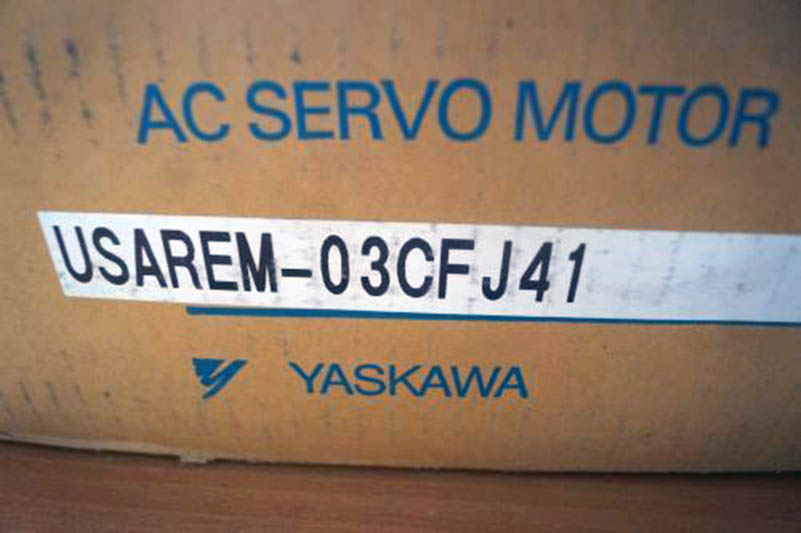 AC SERVO MOTOR
USAREM-03CFJ41
YASKAWA